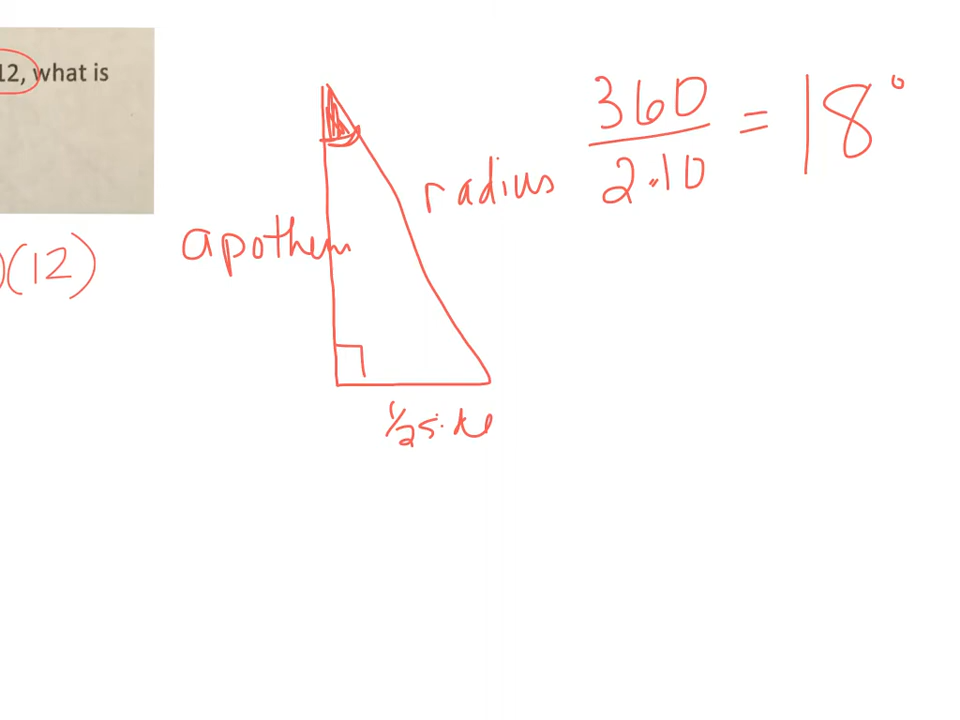 12, what is
)(12)
apothem
radius
1/2 side
360
2·10
= 18°